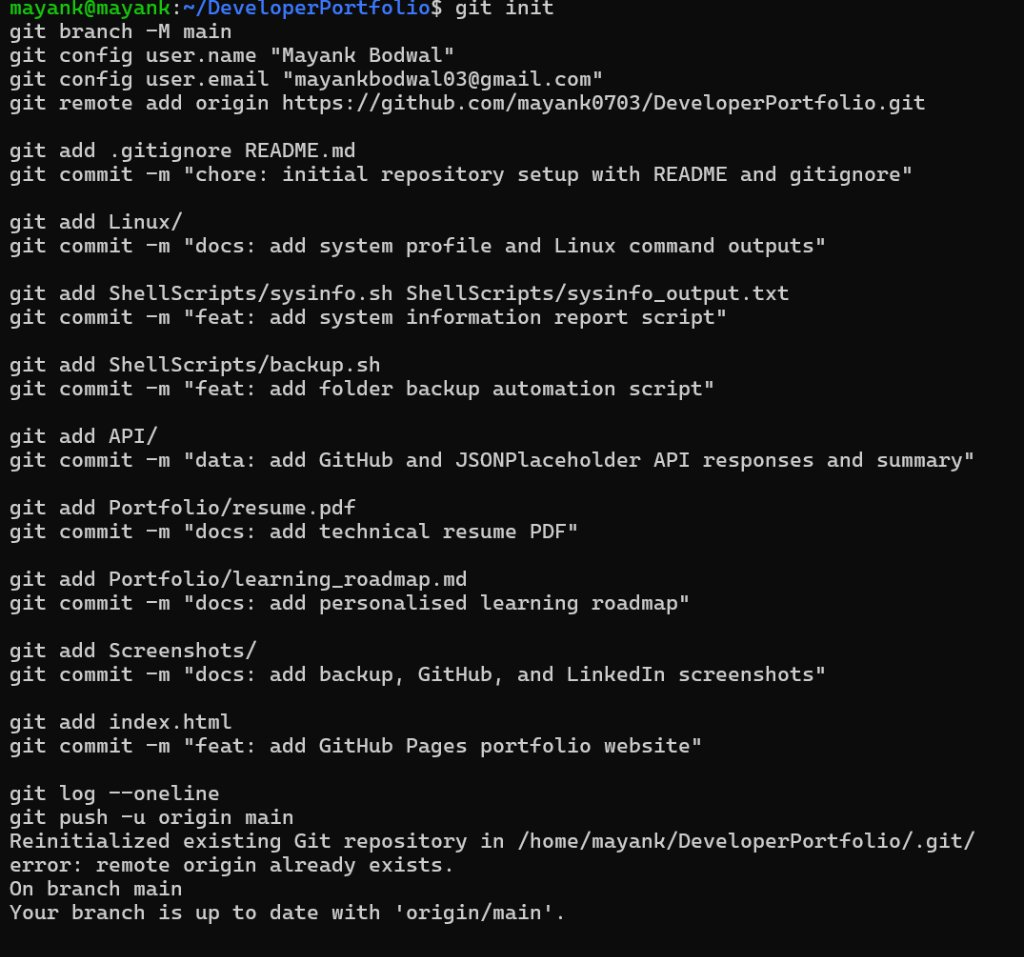 mayank@mayank:~/DeveloperPortfolio$ git init
git branch -M main
git config user.name "Mayank Bodwal"
git config user.email "mayankbodwal03@gmail.com"
git remote add origin https://github.com/mayank0703/DeveloperPortfolio.git
git add .gitignore README.md
git commit -m "chore: initial repository setup with README and gitignore"
git add Linux/
git commit -m "docs: add system profile and Linux command outputs"
git add ShellScripts/sysinfo.sh ShellScripts/sysinfo_output.txt
git commit -m "feat: add system information report script"
git add ShellScripts/backup.sh
git commit -m "feat: add folder backup automation script"
git add API/
git commit -m "data: add GitHub and JSONPlaceholder API responses and summary"
git add Portfolio/resume.pdf
git commit -m "docs: add technical resume PDF"
git add Portfolio/learning_roadmap.md
git commit -m "docs: add personalised learning roadmap"
git add Screenshots/
git commit -m "docs: add backup, GitHub, and LinkedIn screenshots"
git add index.html
git commit -m "feat: add GitHub Pages portfolio website"
git log --oneline
git push -u origin main
Reinitialized existing Git repository in /home/mayank/DeveloperPortfolio/.git/
error: remote origin already exists.
On branch main
Your branch is up to date with 'origin/main'.